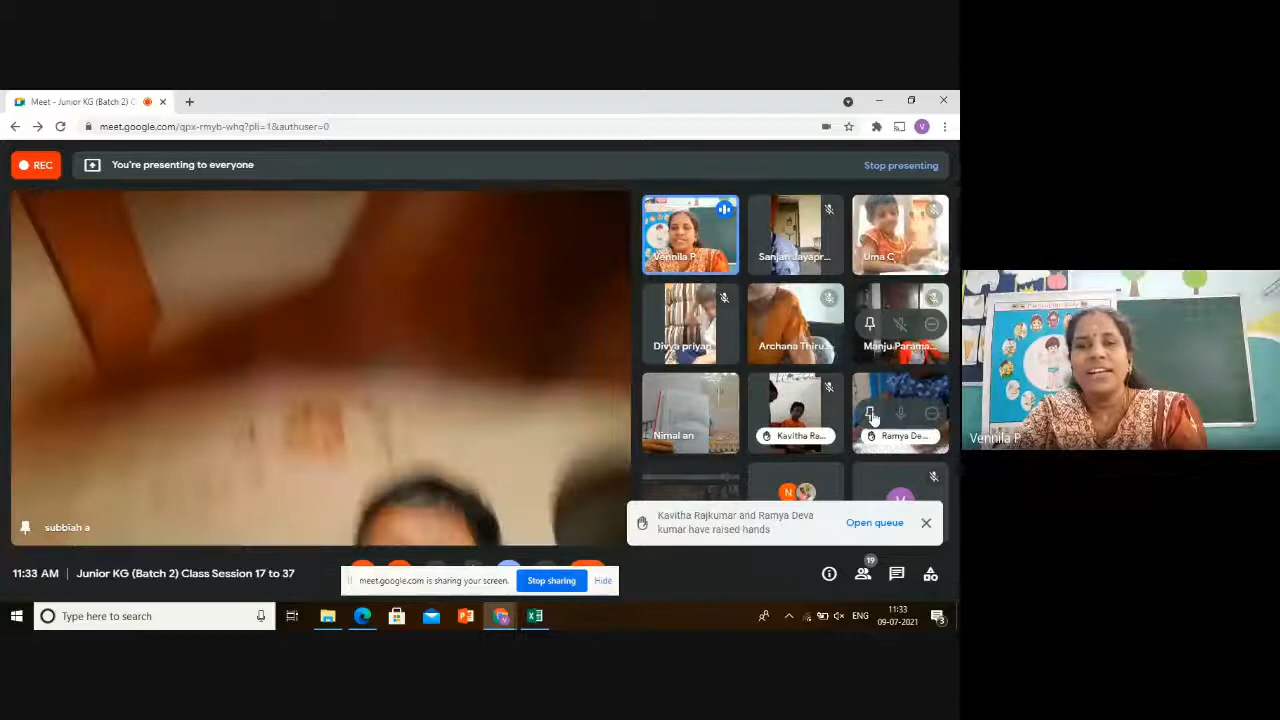 Meet - Junior KG (Batch 2) C
meet.google.com/qpx-rmyb-whq?pli=1&authuser=0
V
REC
You're presenting to everyone
Stop presenting
Vennila P
Sanjan Jayapr...
Uma C
Divya priyan
Archana Thiru...
Manju Parama...
Nimal an
Kavitha Ra...
Ramya De...
N
V
subbiah a
Kavitha Rajkumar and Ramya Deva
kumar have raised hands
Open queue
11:33 AM | Junior KG (Batch 2) Class Session 17 to 37
19
meet.google.com is sharing your screen.
Stop sharing
Hide
Type here to search
ENG
11:33
09-07-2021
3
Vennila P